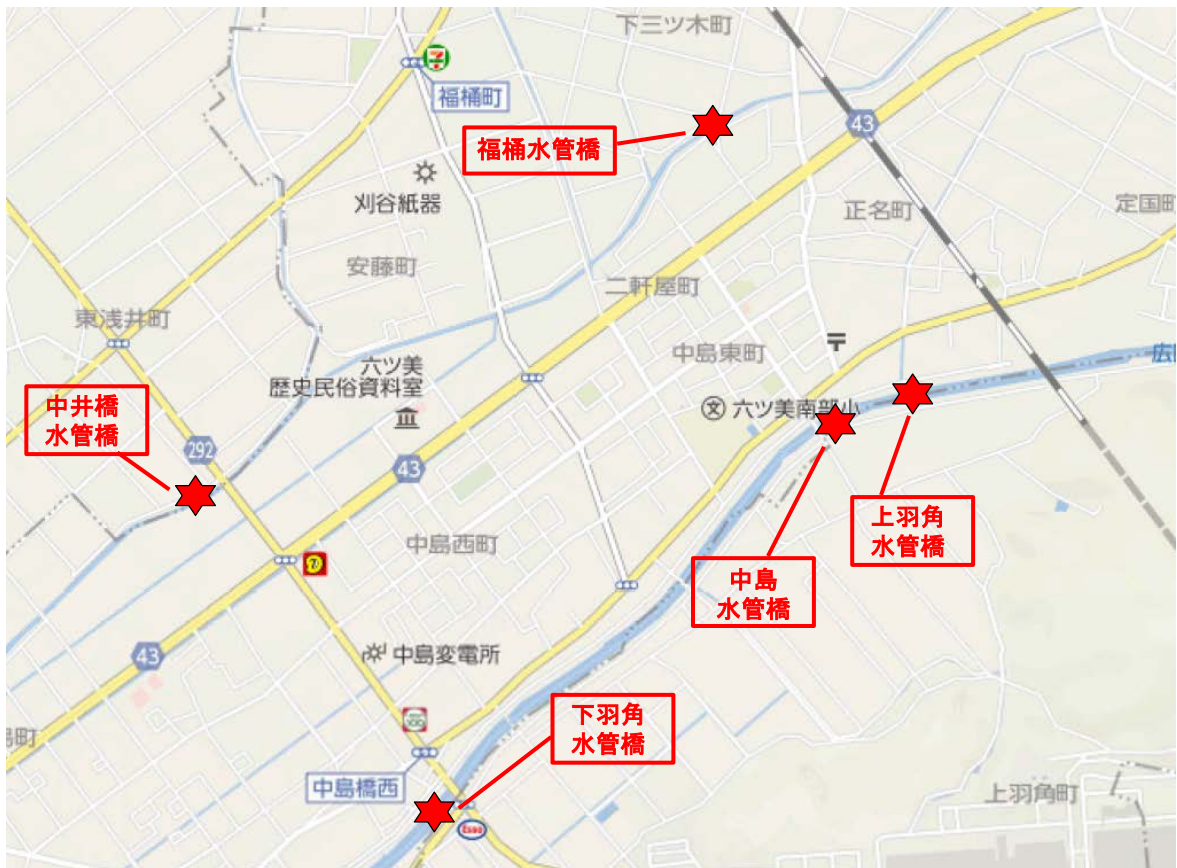 下三ツ木町
福桶町
福桶水管橋
43
刈谷紙器
正名町
定国町
安藤町
二軒屋町
東浅井町
中島東町
六ツ美
歴史民俗資料室
六ツ美南部小
中井橋
水管橋
292
43
上羽角
水管橋
中島西町
中島
水管橋
43
中島変電所
下羽角
水管橋
中島橋西
上羽角町
Esso